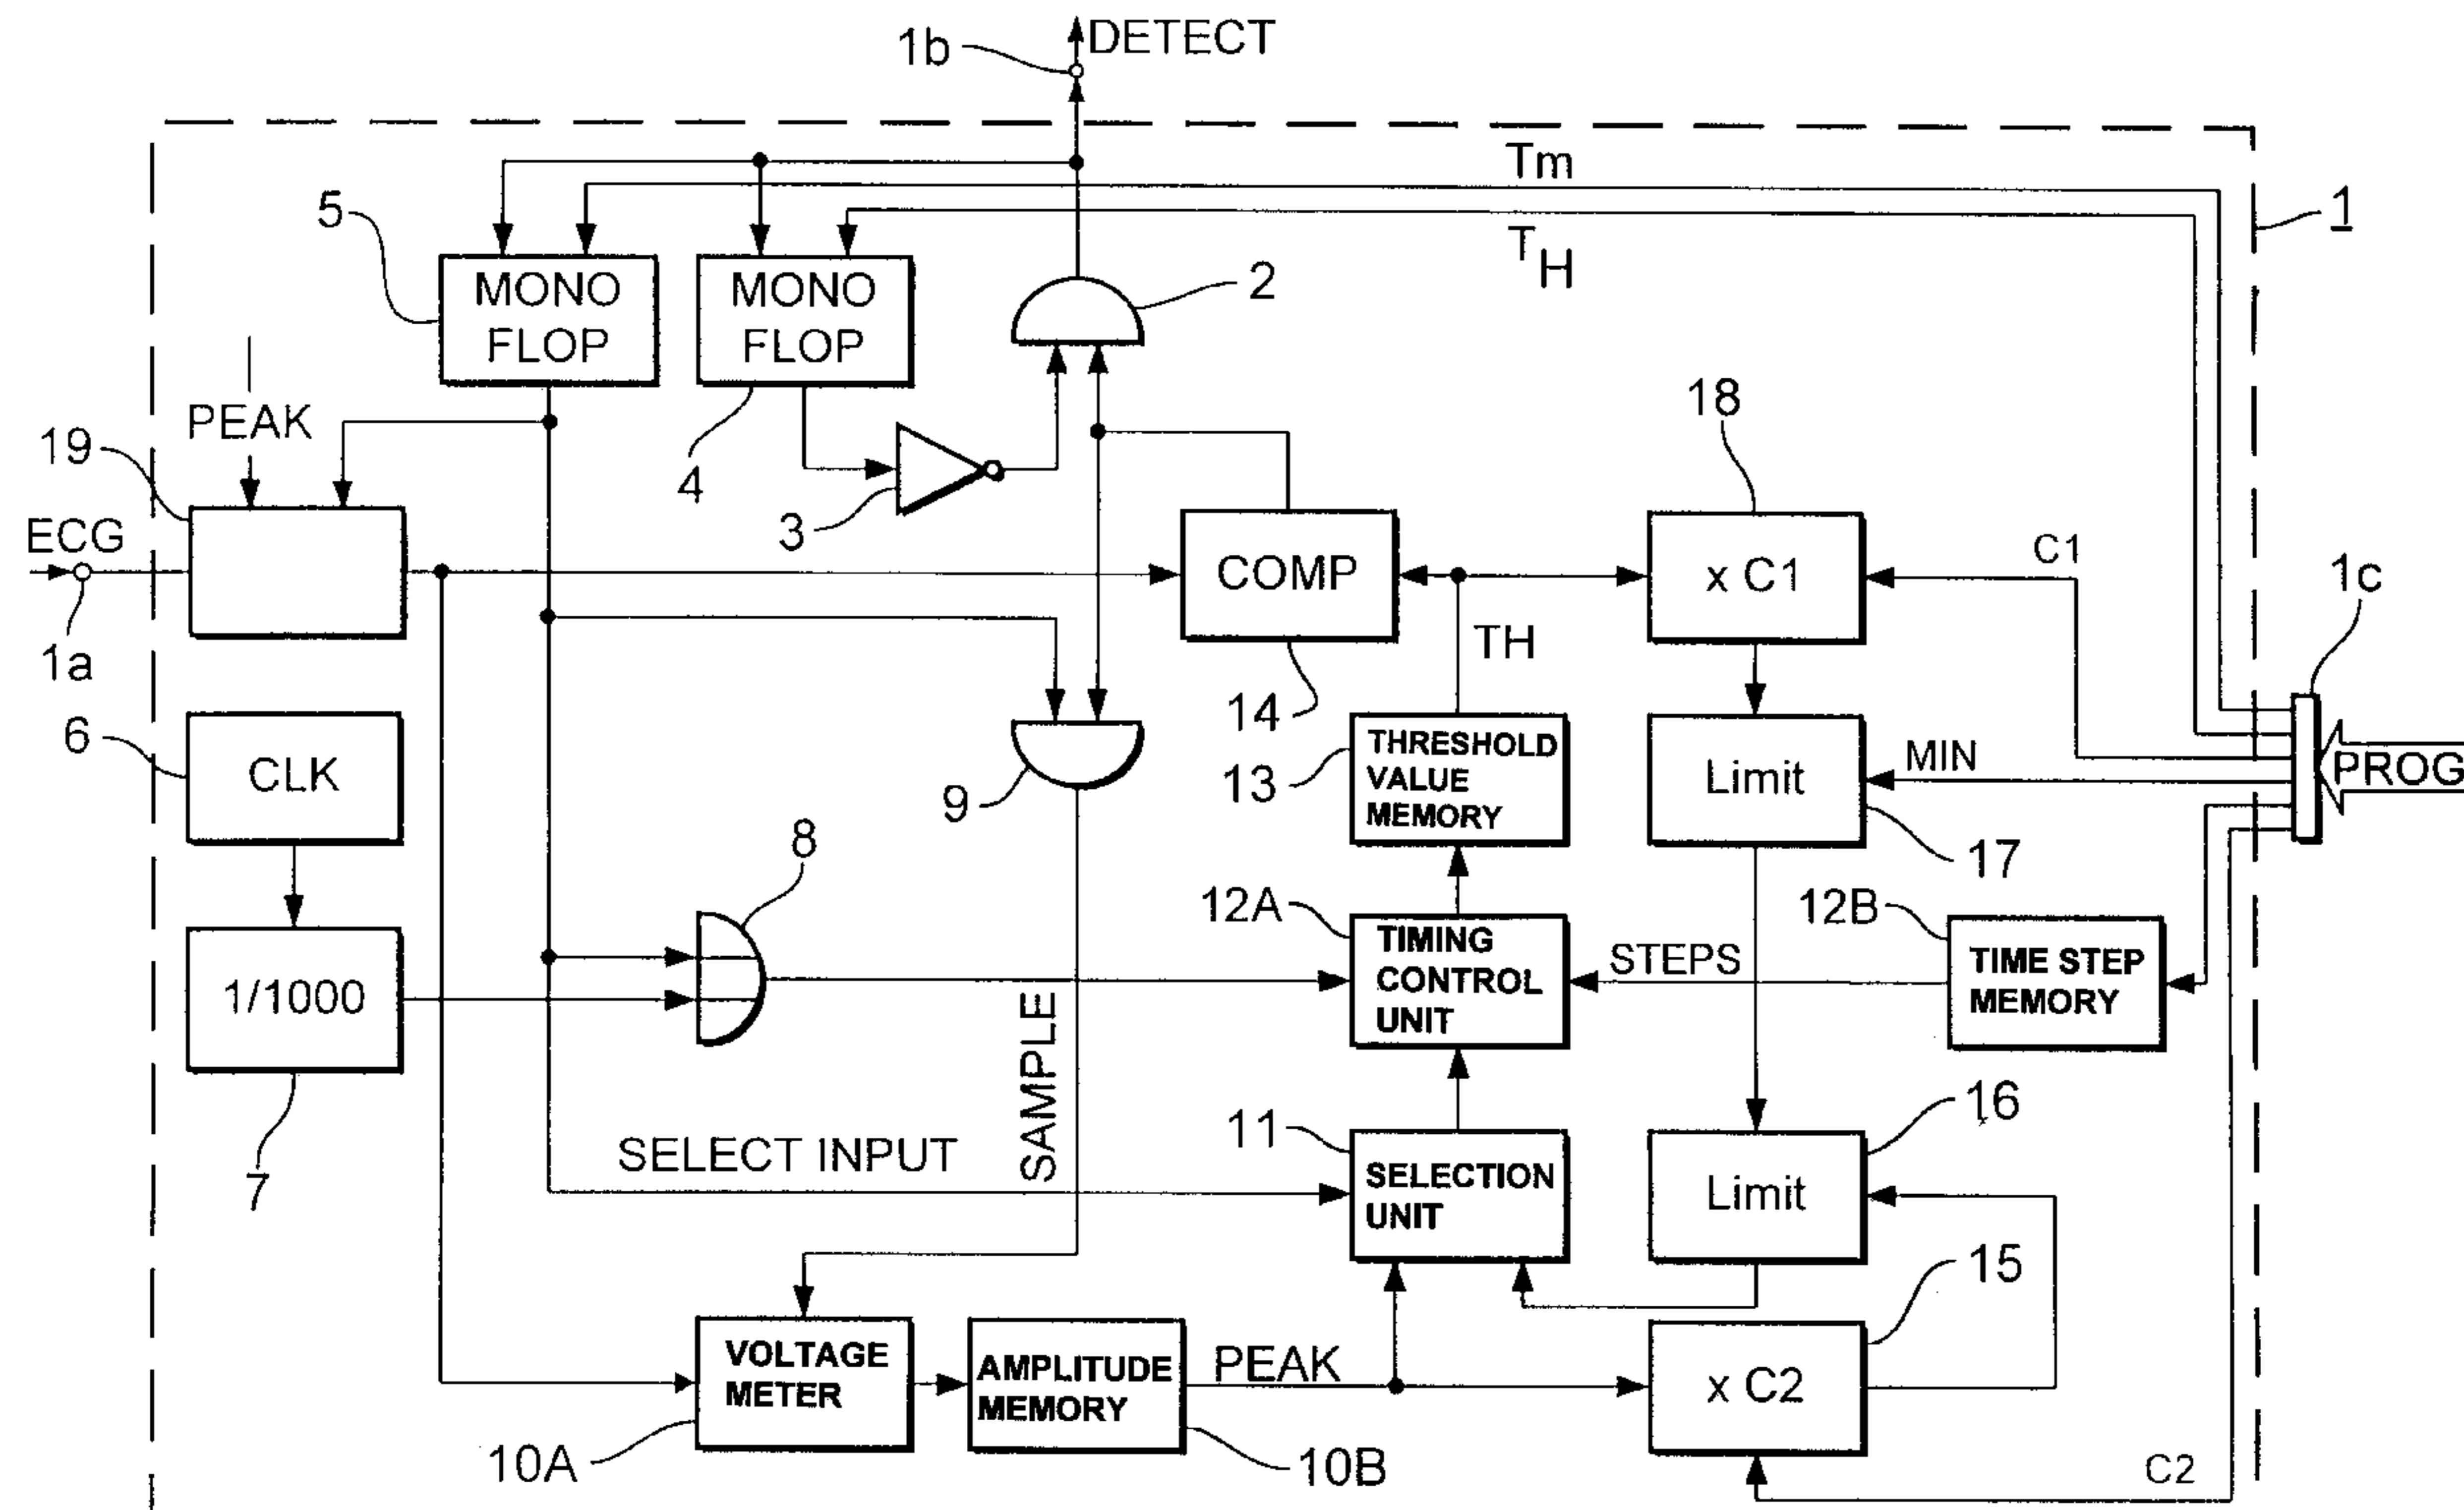 1b
DETECT
Tm
5
1
T
H
MONO
FLOP
MONO
FLOP
2
PEAK
18
19
4
3
ECG
COMP
x C1
C1
1c
1a
TH
14
6
CLK
9
13
THRESHOLD
VALUE
MEMORY
Limit
MIN
PROG
8
17
12A
12B
1/1000
TIMING
CONTROL
UNIT
STEPS
TIME STEP
MEMORY
SAMPLE
11
16
7
SELECT INPUT
SELECTION
UNIT
Limit
15
VOLTAGE
METER
AMPLITUDE
MEMORY
PEAK
x C2
10A
10B
C2